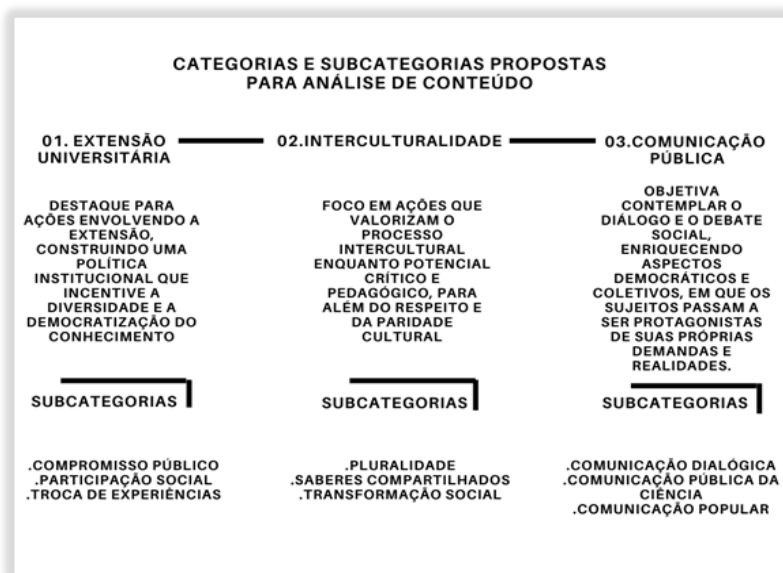 CATEGORIAS E SUBCATEGORIAS PROPOSTAS
PARA ANÁLISE DE CONTEÚDO
01. EXTENSÃO
UNIVERSITÁRIA
DESTAQUE PARA
AÇÕES ENVOLVENDO A
EXTENSÃO,
CONSTRUINDO UMA
POLÍTICA
INSTITUCIONAL QUE
INCENTIVE A
DIVERSIDADE E A
DEMOCRATIZAÇÃO DO
CONHECIMENTO
SUBCATEGORIAS
.COMPROMISSO PÚBLICO
.PARTICIPAÇÃO SOCIAL
.TROCA DE EXPERIÊNCIAS
02.INTERCULTURALIDADE
FOCO EM AÇÕES QUE
VALORIZAM O
PROCESSO
INTERCULTURAL
ENQUANTO POTENCIAL
CRÍTICO E
PEDAGÓGICO, PARA
ALÉM DO RESPEITO E
DA PARIDADE
CULTURAL
SUBCATEGORIAS
.PLURALIDADE
.SABERES COMPARTILHADOS
.TRANSFORMAÇÃO SOCIAL
03.COMUNICAÇÃO
PÚBLICA
OBJETIVA
CONTEMPLAR O
DIÁLOGO E O DEBATE
SOCIAL,
ENRIQUECENDO
ASPECTOS
DEMOCRÁTICOS E
COLETIVOS, EM QUE OS
SUJEITOS PASSAM A
SER PROTAGONISTAS
DE SUAS PRÓPRIAS
DEMANDAS E
REALIDADES.
SUBCATEGORIAS
.COMUNICAÇÃO DIALÓGICA
.COMUNICAÇÃO PÚBLICA DA
CIÊNCIA
.COMUNICAÇÃO POPULAR